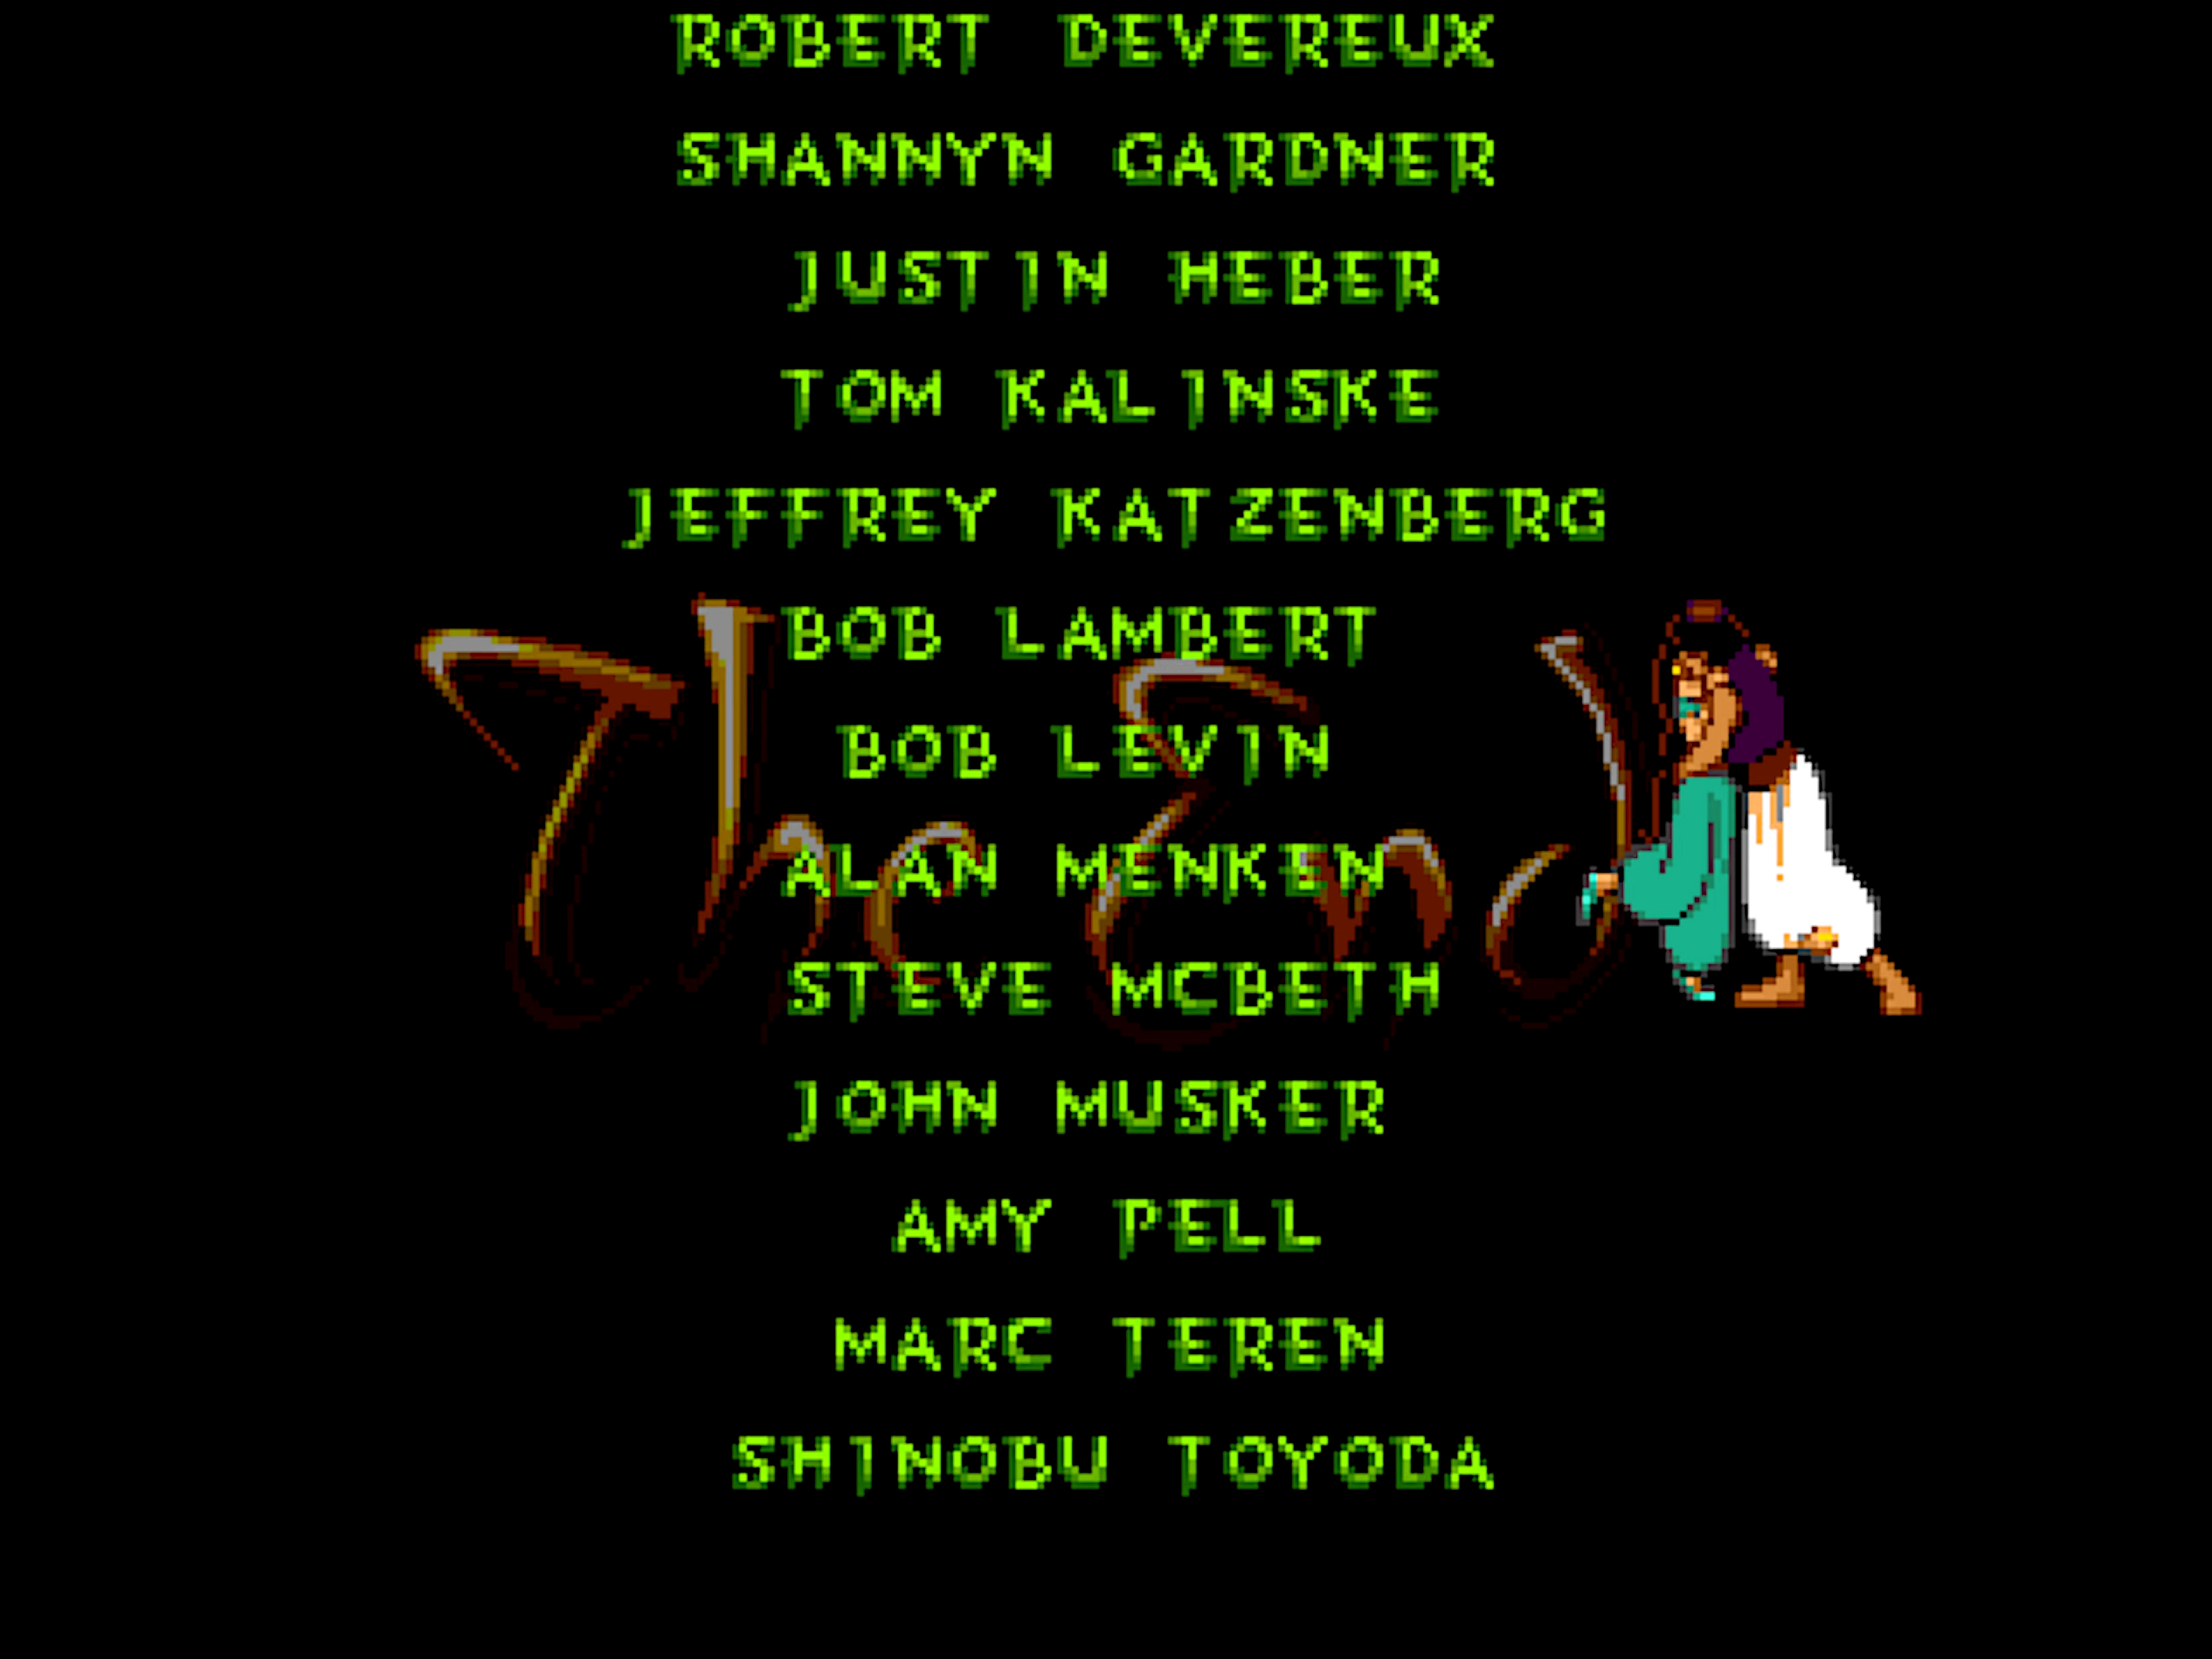 ROBERT DEVEREUX
SHANNYN GARDNER
JUSTIN HEBER
TOM KALINSKE
JEFFREY KATZENBERG
BOB LAMBERT
The End
BOB LEVIN
ALAN MENKEN
STEVE MCBETH
JOHN MUSKER
AMY PELL
MARC TEREN
SHINOBU TOYODA